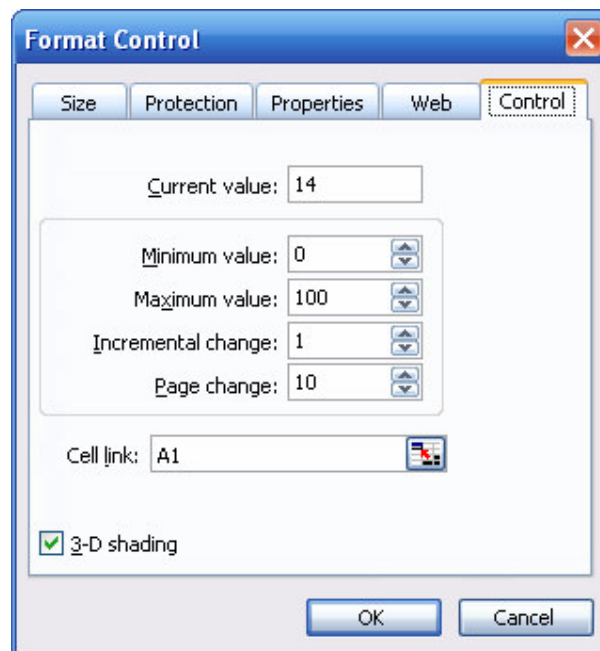 Format Control
Size Protection Properties Web Control
Current value: 14
Minimum value: 0
Maximum value: 100
Incremental change: 1
Page change: 10
Cell link: A1
3-D shading
OK Cancel